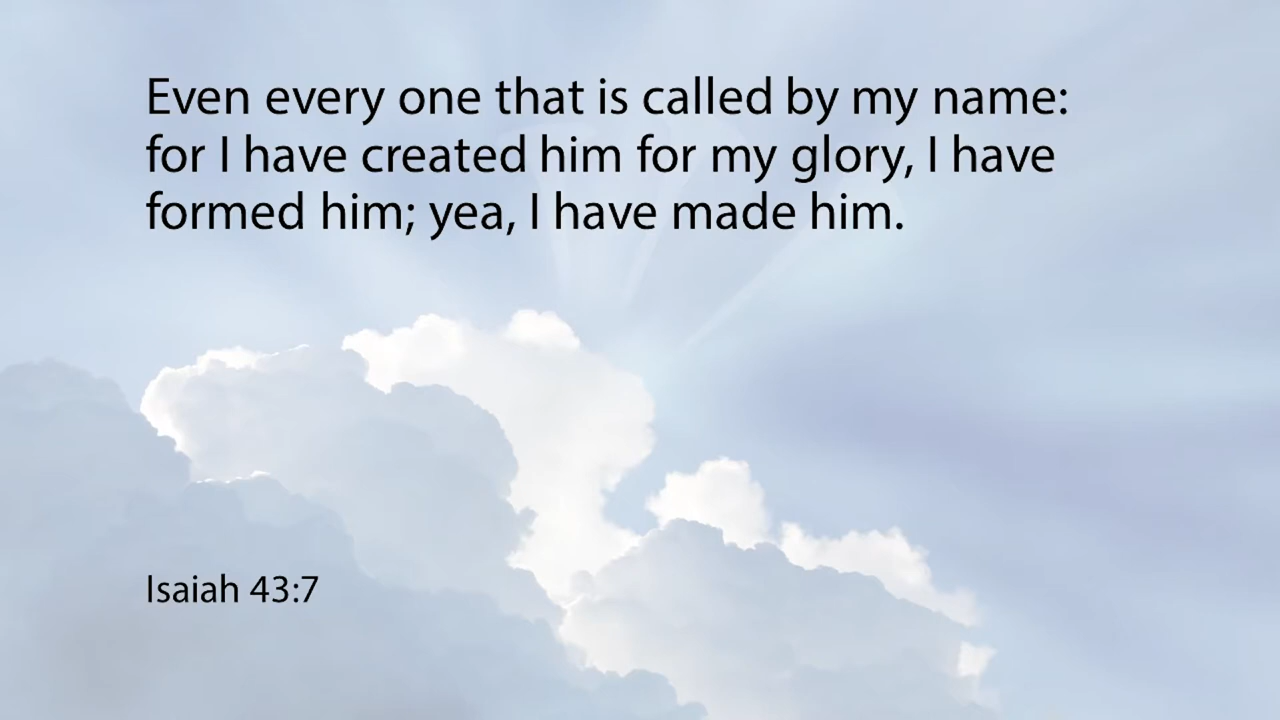 Even every one that is called by my name:
for I have created him for my glory, I have
formed him; yea, I have made him.
Isaiah 43:7